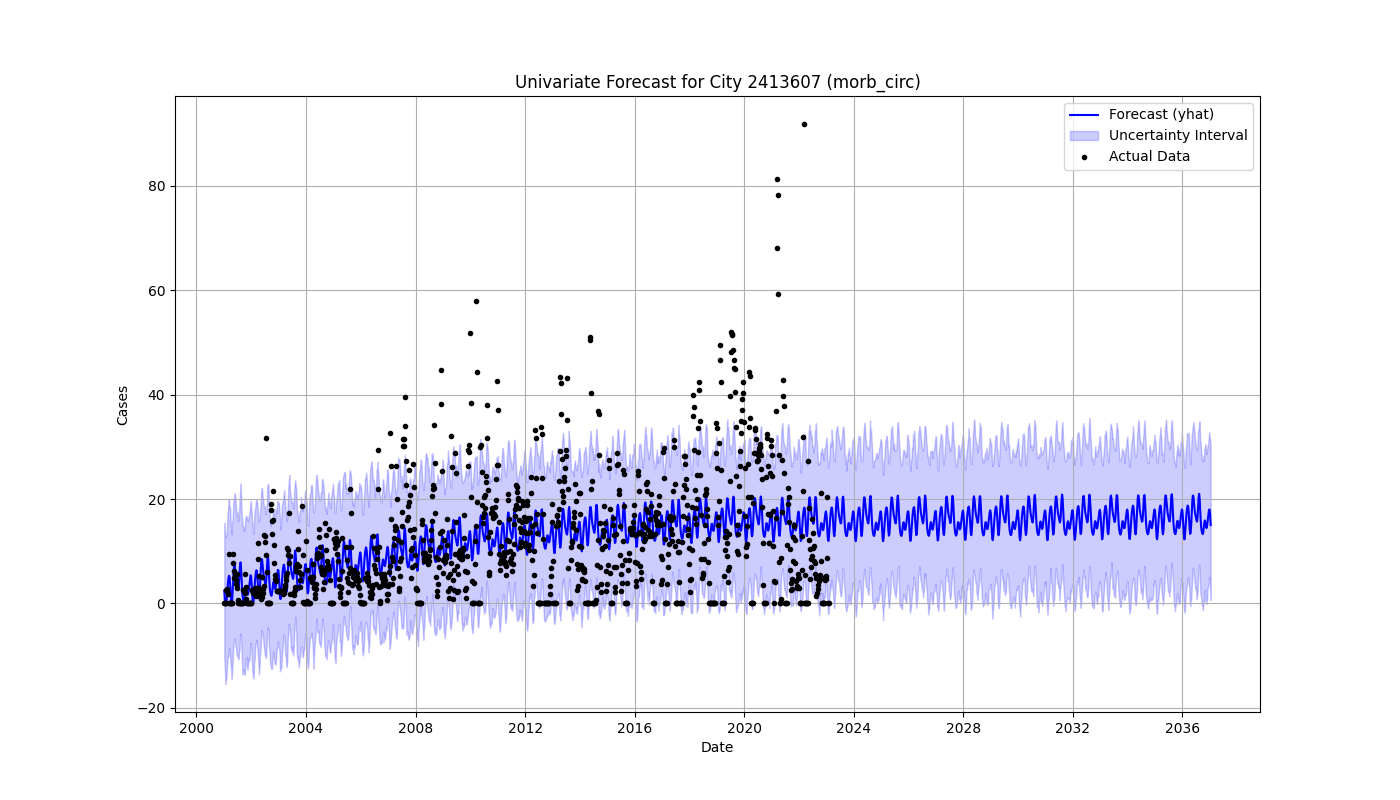 Univariate Forecast for City 2413607 (morb_circ)
Forecast (yhat)
Uncertainty Interval
Actual Data
Cases
80
60
40
20
0
−20
2000 2004 2008 2012 2016 2020 2024 2028 2032 2036
Date